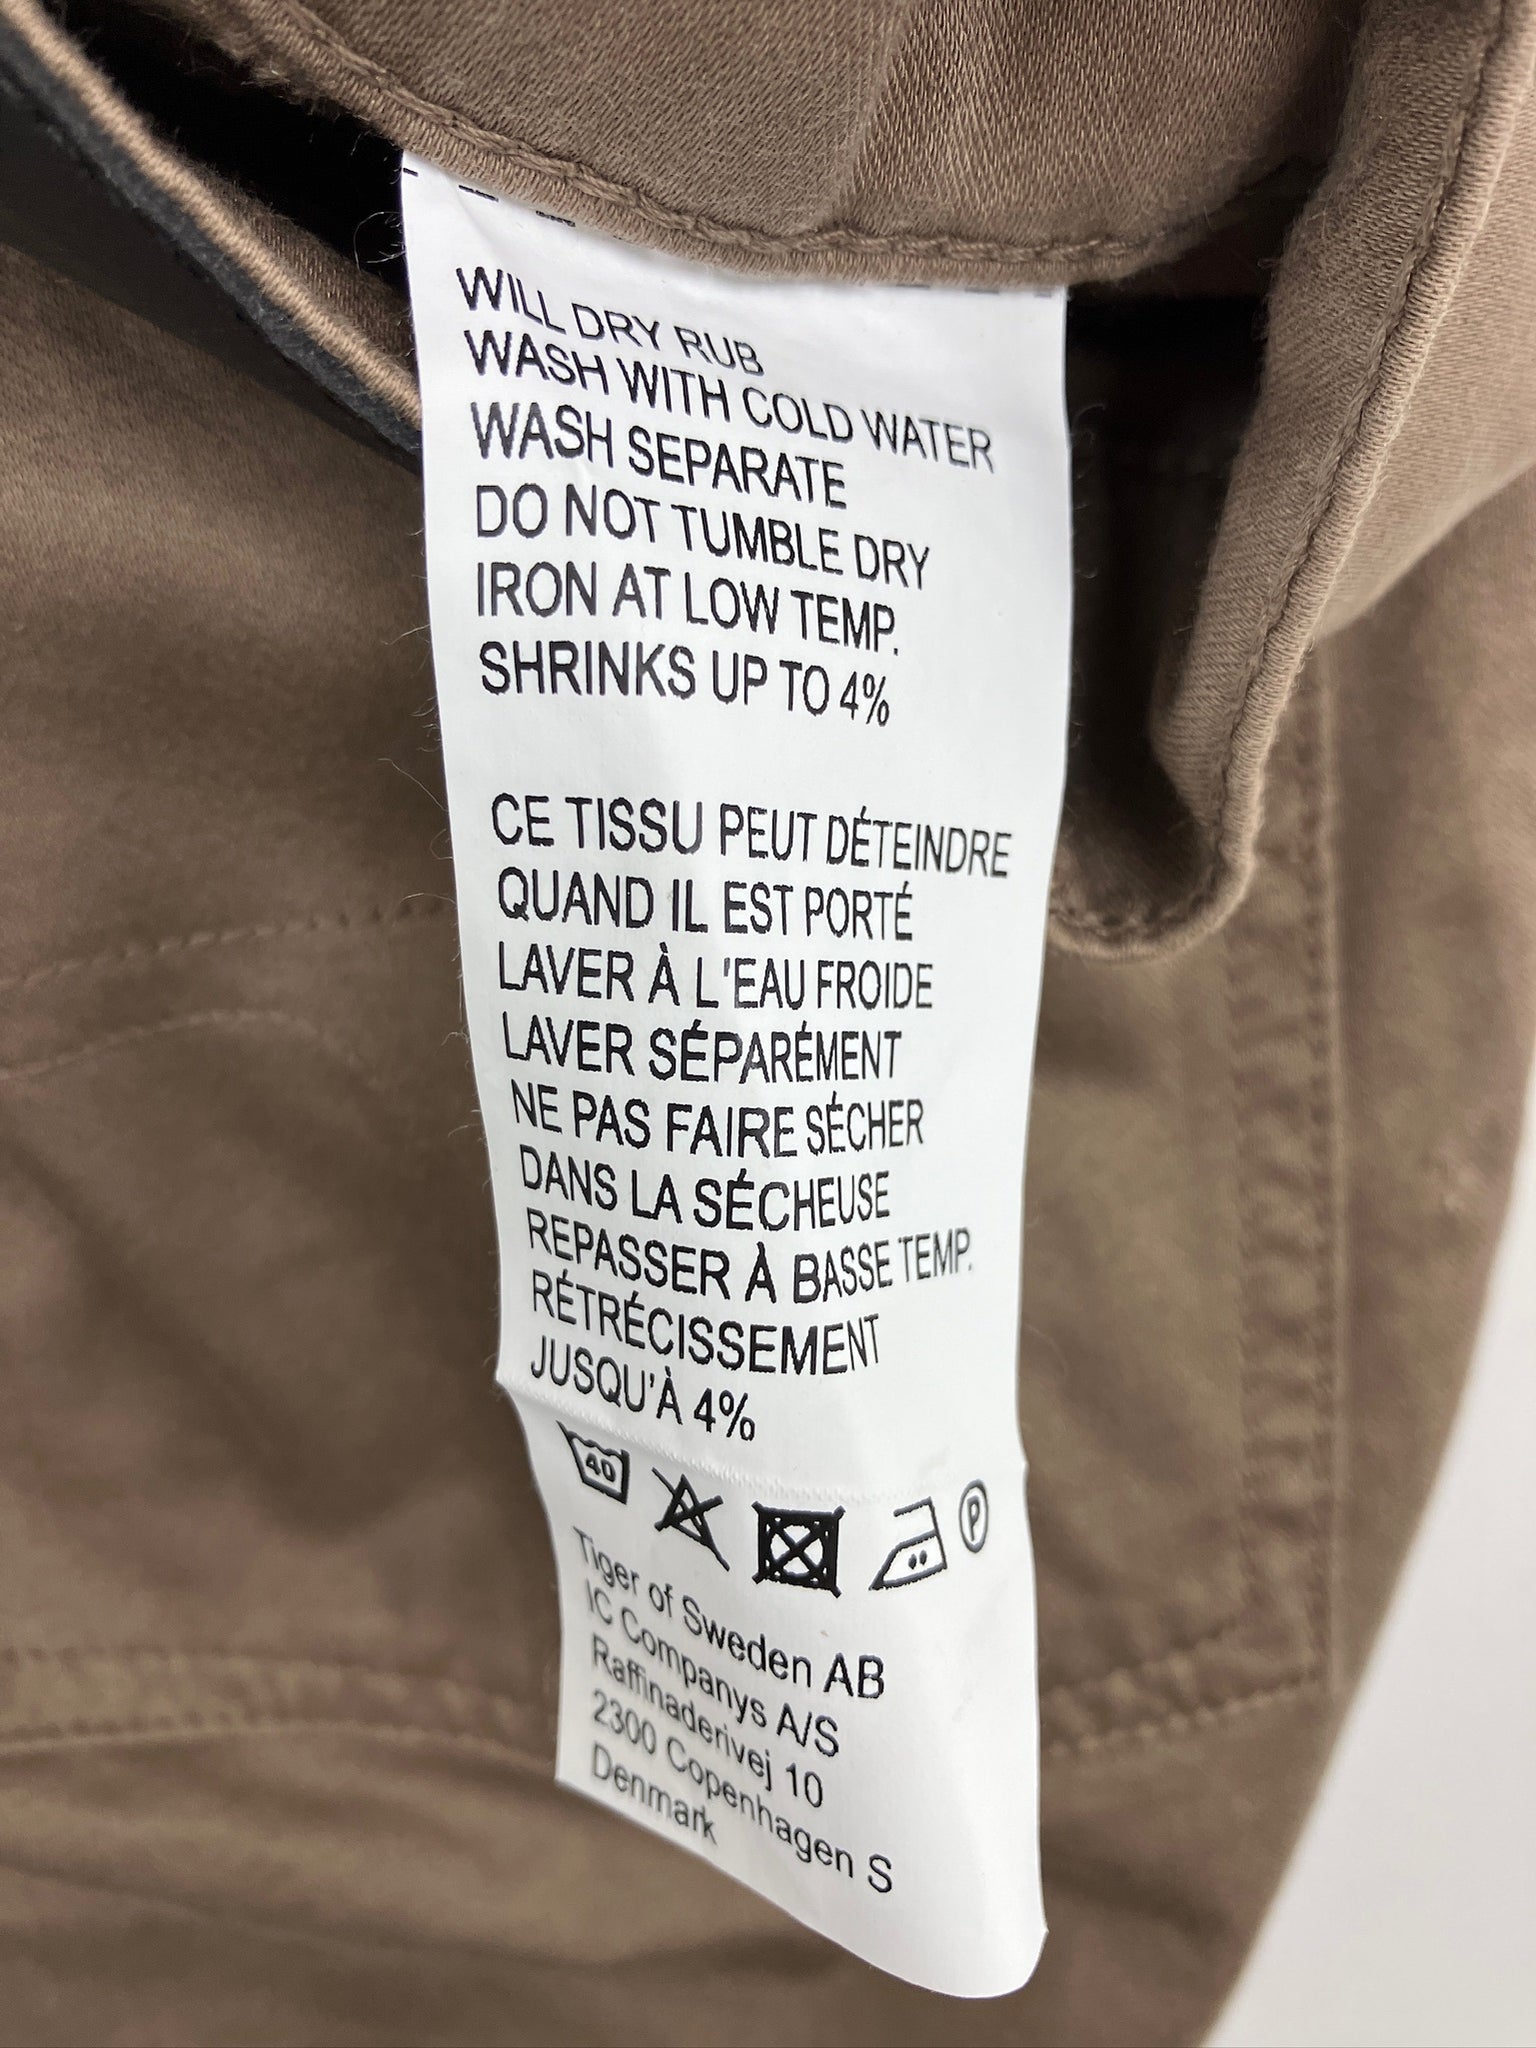 WILL DRY RUB
WASH WITH COLD WATER
WASH SEPARATE
DO NOT TUMBLE DRY
IRON AT LOW TEMP.
SHRINKS UP TO 4%
CE TISSU PEUT DÉTEINDRE
QUAND IL EST PORTÉ
LAVER À L'EAU FROIDE
LAVER SÉPARÉMENT
NE PAS FAIRE SÉCHER
DANS LA SÉCHEUSE
REPASSER À BASSE TEMP.
RÉTRÉCISSEMENT
JUSQU'À 4%
40 P
Tiger of Sweden AB
IC Companys A/S
Raffinaderivej 10
2300 Copenhagen S
Denmark